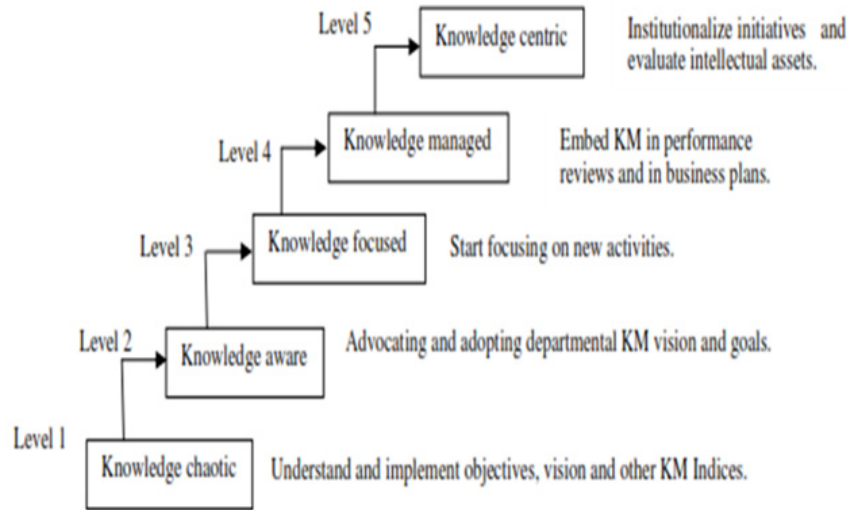 Level 5
Knowledge centric
Institutionalize initiatives and
evaluate intellectual assets.
Level 4
Knowledge managed
Embed KM in performance
reviews and in business plans.
Level 3
Knowledge focused
Start focusing on new activities.
Level 2
Knowledge aware
Advocating and adopting departmental KM vision and goals.
Level 1
Knowledge chaotic
Understand and implement objectives, vision and other KM Indices.